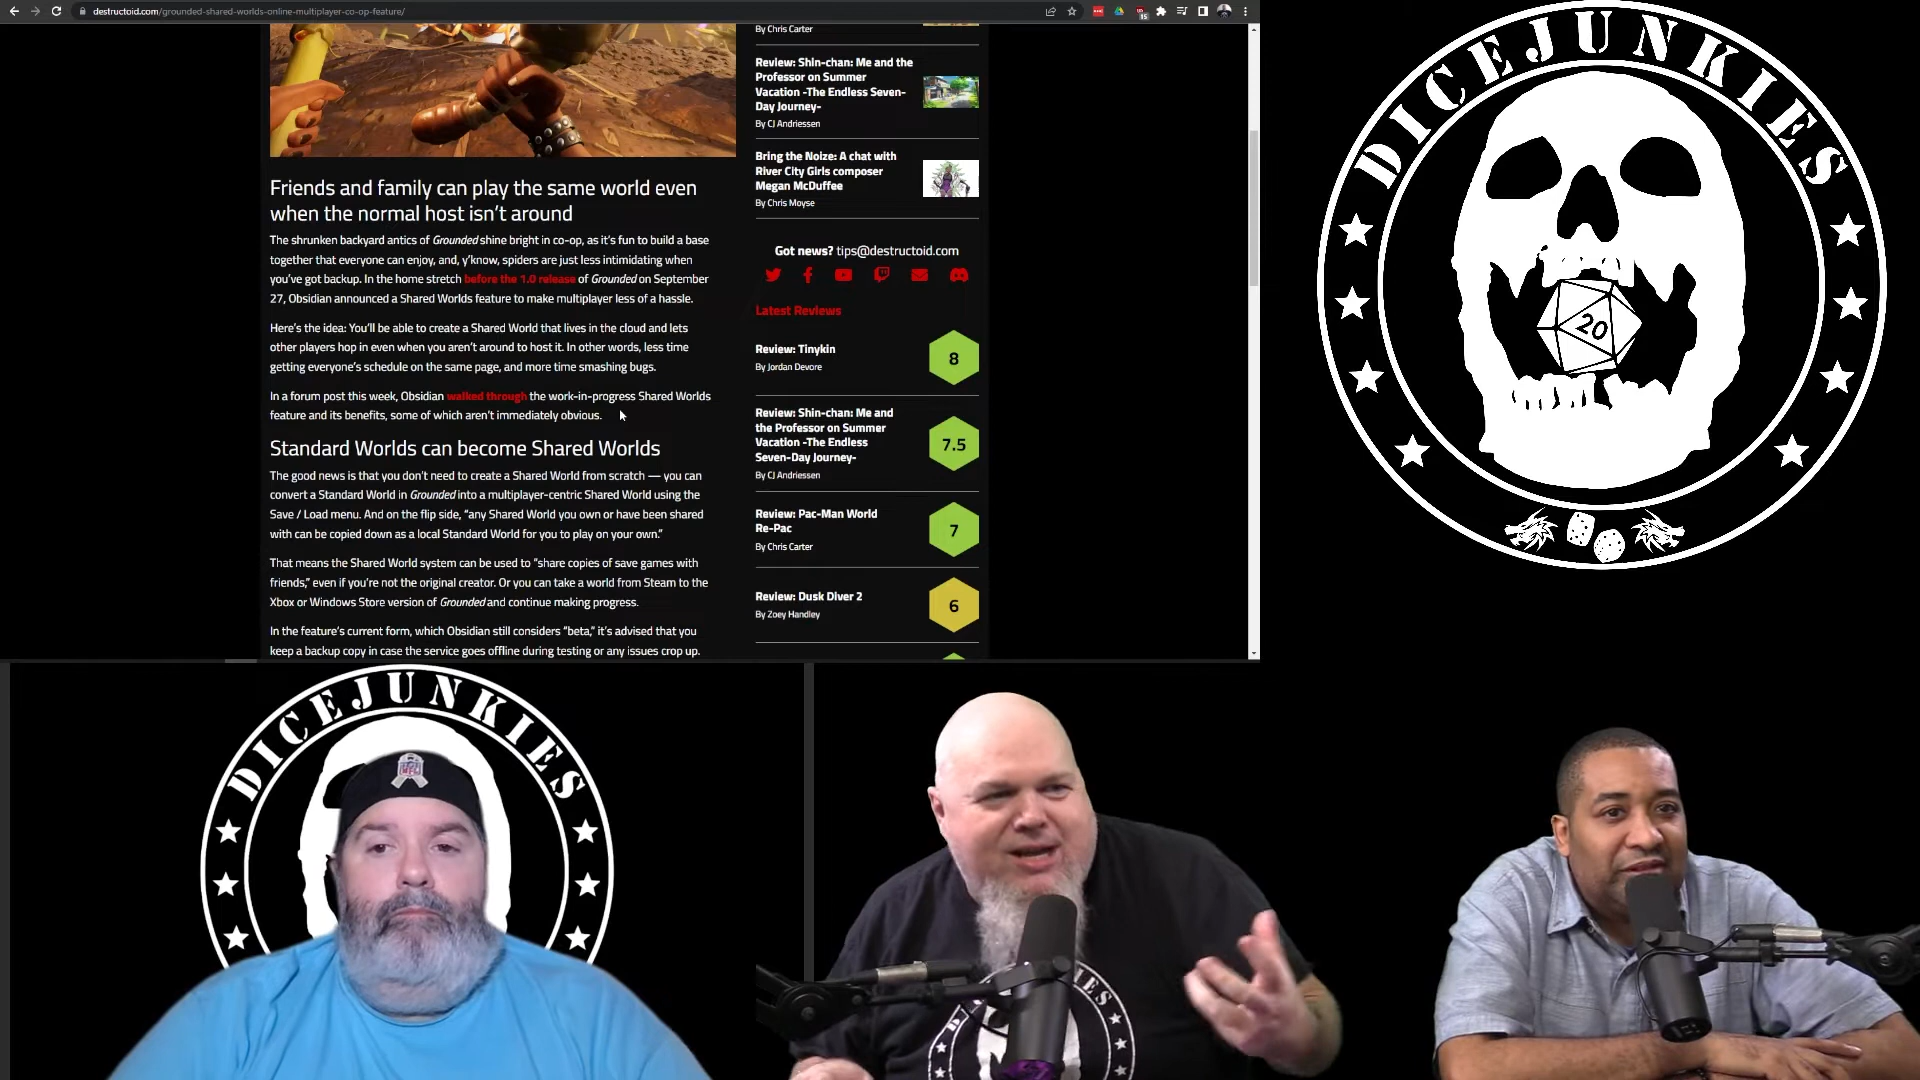 destructoid.com/grounded-shared-worlds-online-multiplayer-co-op-feature/
15
Friends and family can play the same world even
when the normal host isn't around
The shrunken backyard antics of Grounded shine bright in co-op, as it's fun to build a base
together that everyone can enjoy, and, y'know, spiders are just less intimidating when
you've got backup. In the home stretch before the 1.0 release of Grounded on September
27, Obsidian announced a Shared Worlds feature to make multiplayer less of a hassle.
Here's the idea: You'll be able to create a Shared World that lives in the cloud and lets
other players hop in even when you aren't around to host it. In other words, less time
getting everyone's schedule on the same page, and more time smashing bugs.
In a forum post this week, Obsidian walked through the work-in-progress Shared Worlds
feature and its benefits, some of which aren't immediately obvious.
Standard Worlds can become Shared Worlds
The good news is that you don't need to create a Shared World from scratch — you can
convert a Standard World in Grounded into a multiplayer-centric Shared World using the
Save / Load menu. And on the flip side, "any Shared World you own or have been shared
with can be copied down as a local Standard World for you to play on your own."
That means the Shared World system can be used to "share copies of save games with
friends," even if you're not the original creator. Or you can take a world from Steam to the
Xbox or Windows Store version of Grounded and continue making progress.
In the feature's current form, which Obsidian still considers "beta," it's advised that you
keep a backup copy in case the service goes offline during testing or any issues crop up.
By Chris Carter
Review: Shin-chan: Me and the
Professor on Summer
Vacation -The Endless Seven-
Day Journey-
By CJ Andriessen
Bring the Noize: A chat with
River City Girls composer
Megan McDuffee
By Chris Moyse
Got news? tips@destructoid.com
Latest Reviews
Review: Tinykin
By Jordan Devore
8
Review: Shin-chan: Me and
the Professor on Summer
Vacation -The Endless
Seven-Day Journey-
By CJ Andriessen
7.5
Review: Pac-Man World
Re-Pac
By Chris Carter
7
Review: Dusk Diver 2
By Zoey Handley
6
DICEJUNKIES
20
DICEJUNKIES
NFL
NKIES